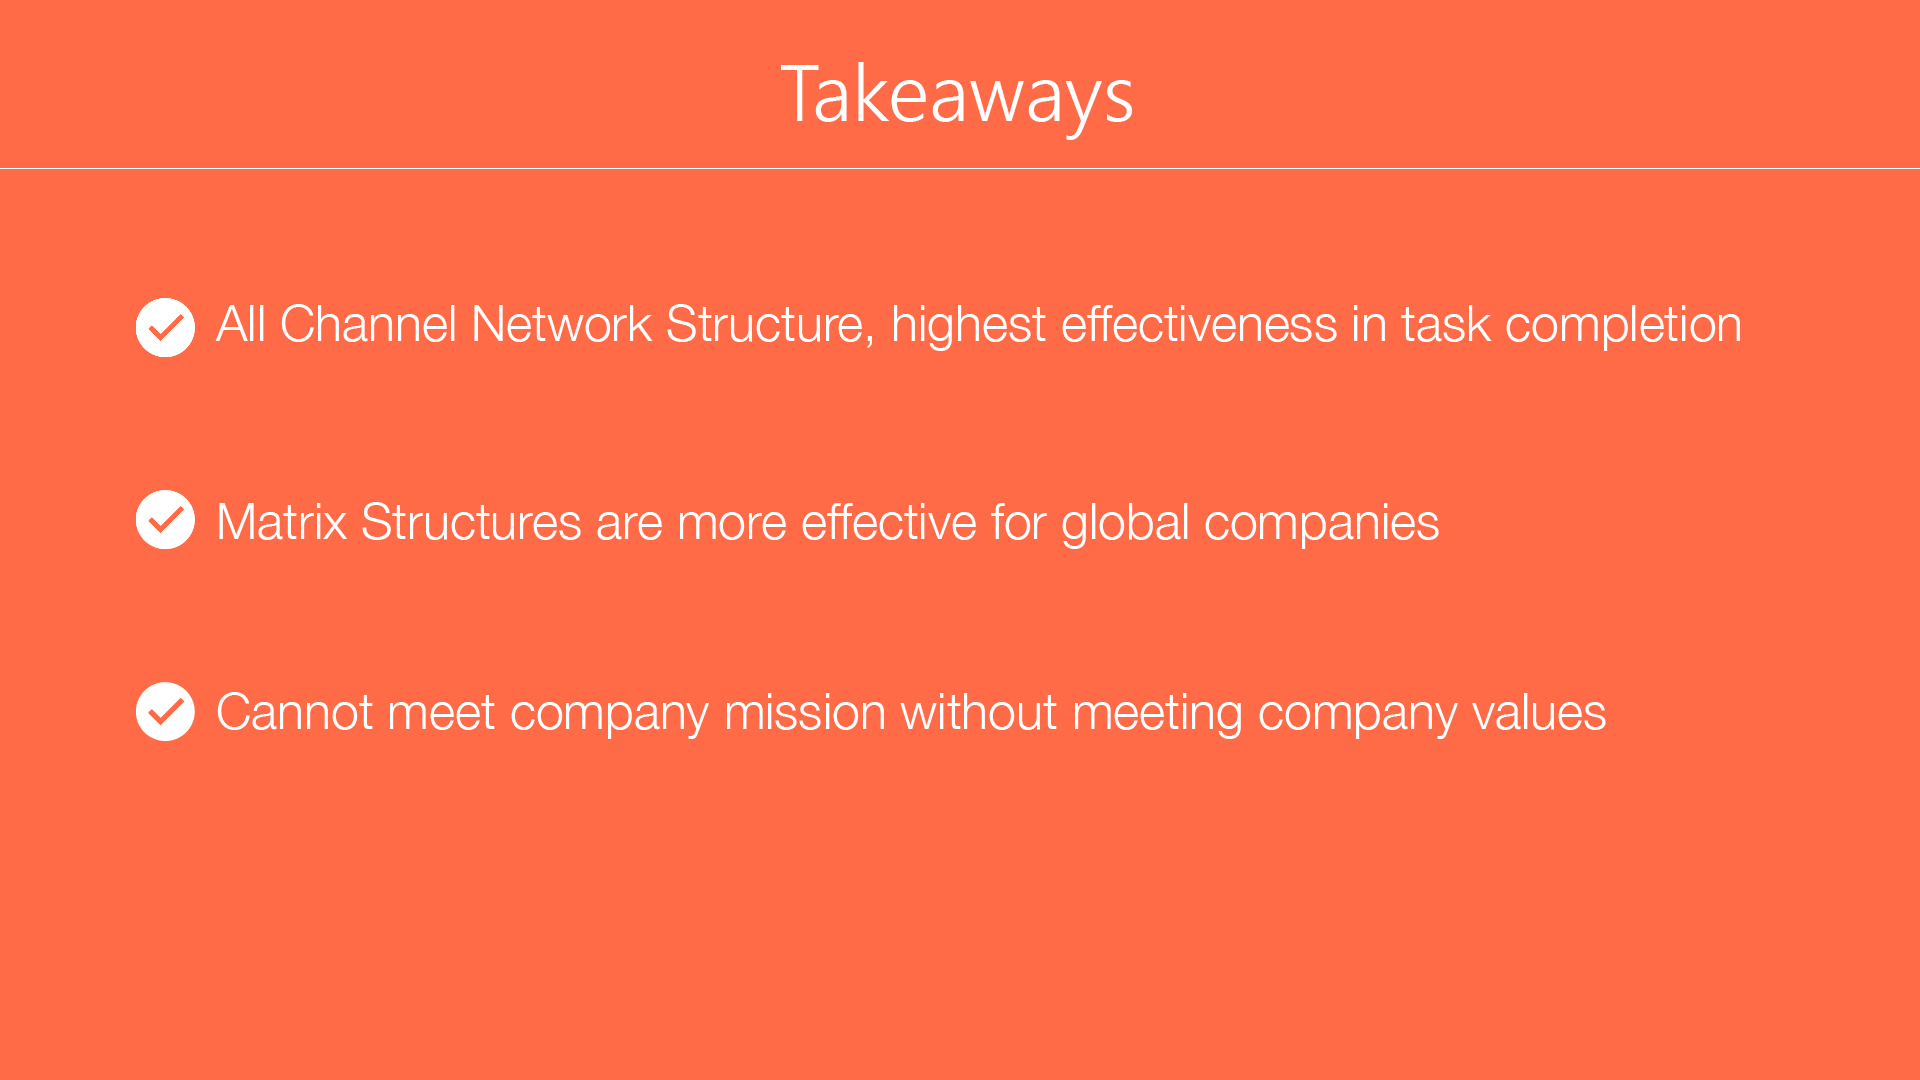 Takeaways
All Channel Network Structure, highest effectiveness in task completion
Matrix Structures are more effective for global companies
Cannot meet company mission without meeting company values